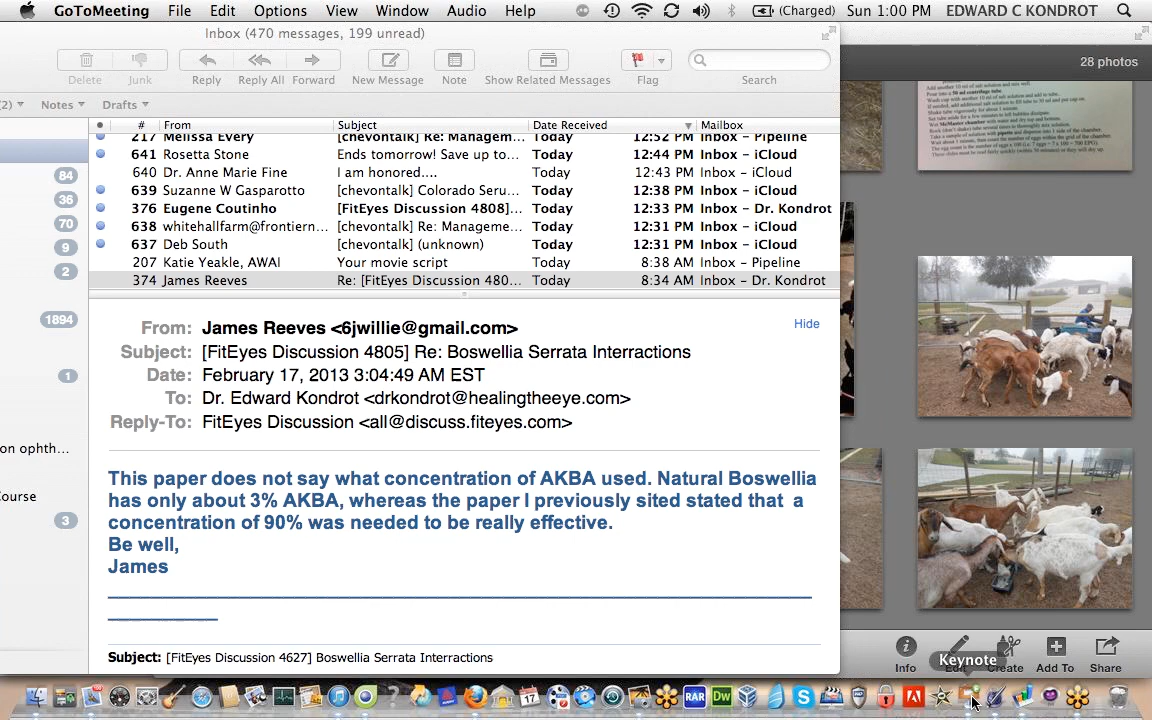 GoToMeeting File Edit Options View Window Audio Help (Charged) Sun 1:00 PM EDWARD C KONDROT
Inbox (470 messages, 199 unread)
28 photos
Delete Junk Reply Reply All Forward New Message Note Show Related Messages Flag Search
(2) Notes Drafts
# From Subject Date Received Mailbox
217 Melissa Every [chevontalk] Re: Managem... Today 12:52 PM Inbox - Pipeline
641 Rosetta Stone Ends tomorrow! Save up to... Today 12:44 PM Inbox - iCloud
640 Dr. Anne Marie Fine I am honored.... Today 12:43 PM Inbox - iCloud
639 Suzanne W Gasparotto [chevontalk] Colorado Seru... Today 12:38 PM Inbox - iCloud
376 Eugene Coutinho [FitEyes Discussion 4808]... Today 12:33 PM Inbox - Dr. Kondrot
638 whitehallfarm@frontiern... [chevontalk] Re: Manageme... Today 12:31 PM Inbox - iCloud
637 Deb South [chevontalk] (unknown) Today 12:31 PM Inbox - iCloud
207 Katie Yeakle, AWAI Your movie script Today 8:38 AM Inbox - Pipeline
374 James Reeves Re: [FitEyes Discussion 480... Today 8:34 AM Inbox - Dr. Kondrot
84
36
70
9
2
1894
1
on ophth...
Course
3
From: James Reeves <6jwillie@gmail.com> Hide
Subject: [FitEyes Discussion 4805] Re: Boswellia Serrata Interractions
Date: February 17, 2013 3:04:49 AM EST
To: Dr. Edward Kondrot <drkondrot@healingtheeye.com>
Reply-To: FitEyes Discussion <all@discuss.fiteyes.com>
This paper does not say what concentration of AKBA used. Natural Boswellia
has only about 3% AKBA, whereas the paper I previously sited stated that a
concentration of 90% was needed to be really effective.
Be well,
James
Subject: [FitEyes Discussion 4627] Boswellia Serrata Interractions
Info Edit Create Add To Share
Keynote
17
RAR
DW